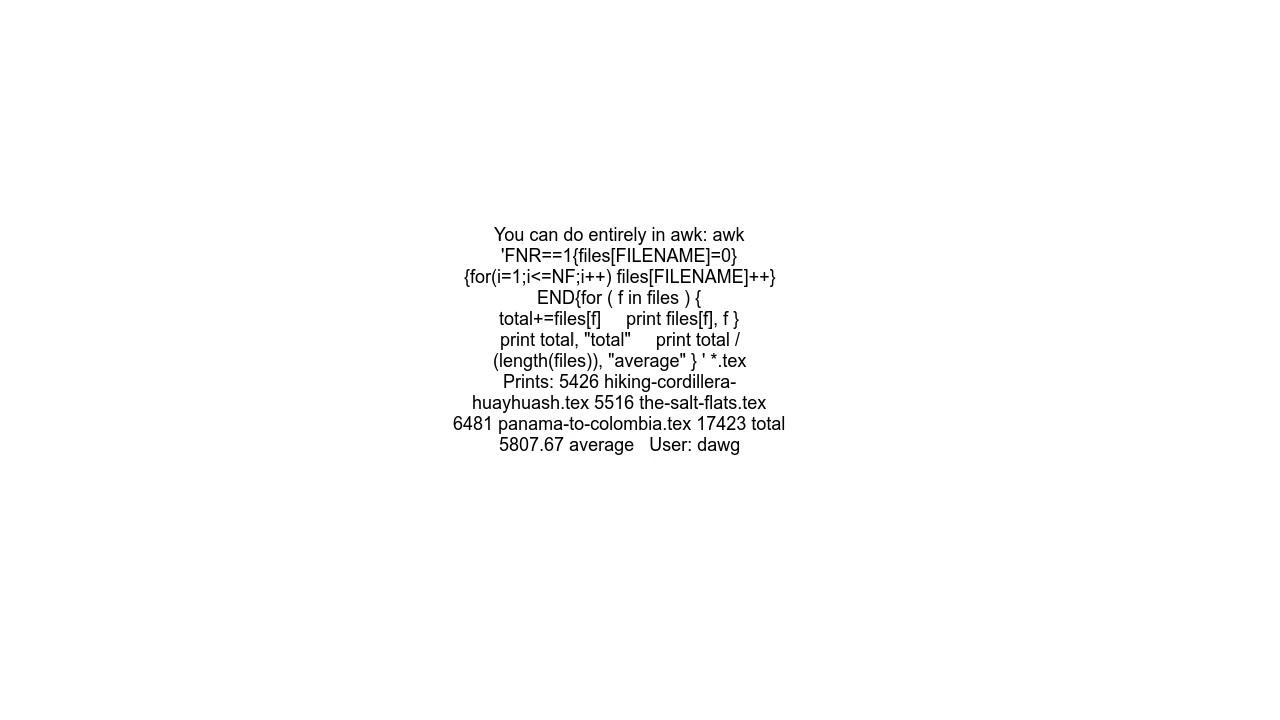 You can do entirely in awk: awk
'FNR==1{files[FILENAME]=0}
{for(i=1;i<=NF;i++) files[FILENAME]++}
END{for ( f in files ) {
total+=files[f]     print files[f], f }
print total, "total"     print total /
(length(files)), "average" } ' *.tex
Prints: 5426 hiking-cordillera-
huayhuash.tex 5516 the-salt-flats.tex
6481 panama-to-colombia.tex 17423 total
5807.67 average   User: dawg